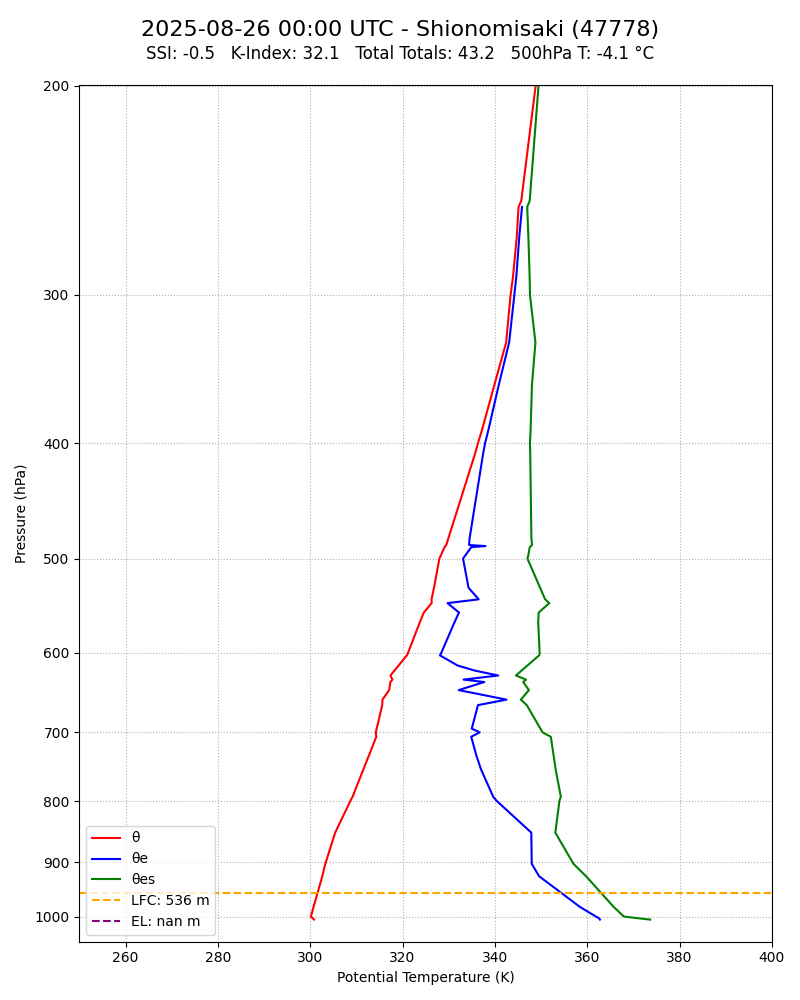 2025-08-26 00:00 UTC - Shionomisaki (47778)
SSI: -0.5 K-Index: 32.1 Total Totals: 43.2 500hPa T: -4.1 °C
200
300
400
500
600
700
800
900
1000
Pressure (hPa)
θ
θe
θes
LFC: 536 m
EL: nan m
260 280 300 320 340 360 380 400
Potential Temperature (K)